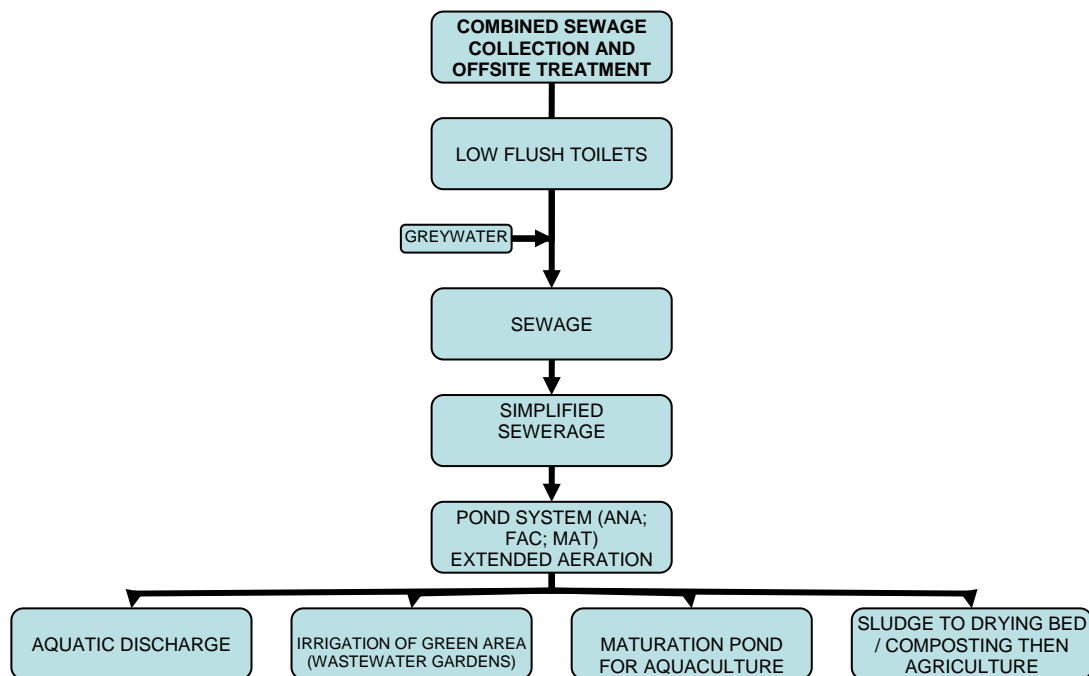 COMBINED SEWAGE
COLLECTION AND
OFFSITE TREATMENT
LOW FLUSH TOILETS
GREYWATER
SEWAGE
SIMPLIFIED
SEWERAGE
POND SYSTEM (ANA;
FAC; MAT)
EXTENDED AERATION
AQUATIC DISCHARGE
IRRIGATION OF GREEN AREA
(WASTEWATER GARDENS)
MATURATION POND
FOR AQUACULTURE
SLUDGE TO DRYING BED
/ COMPOSTING THEN
AGRICULTURE